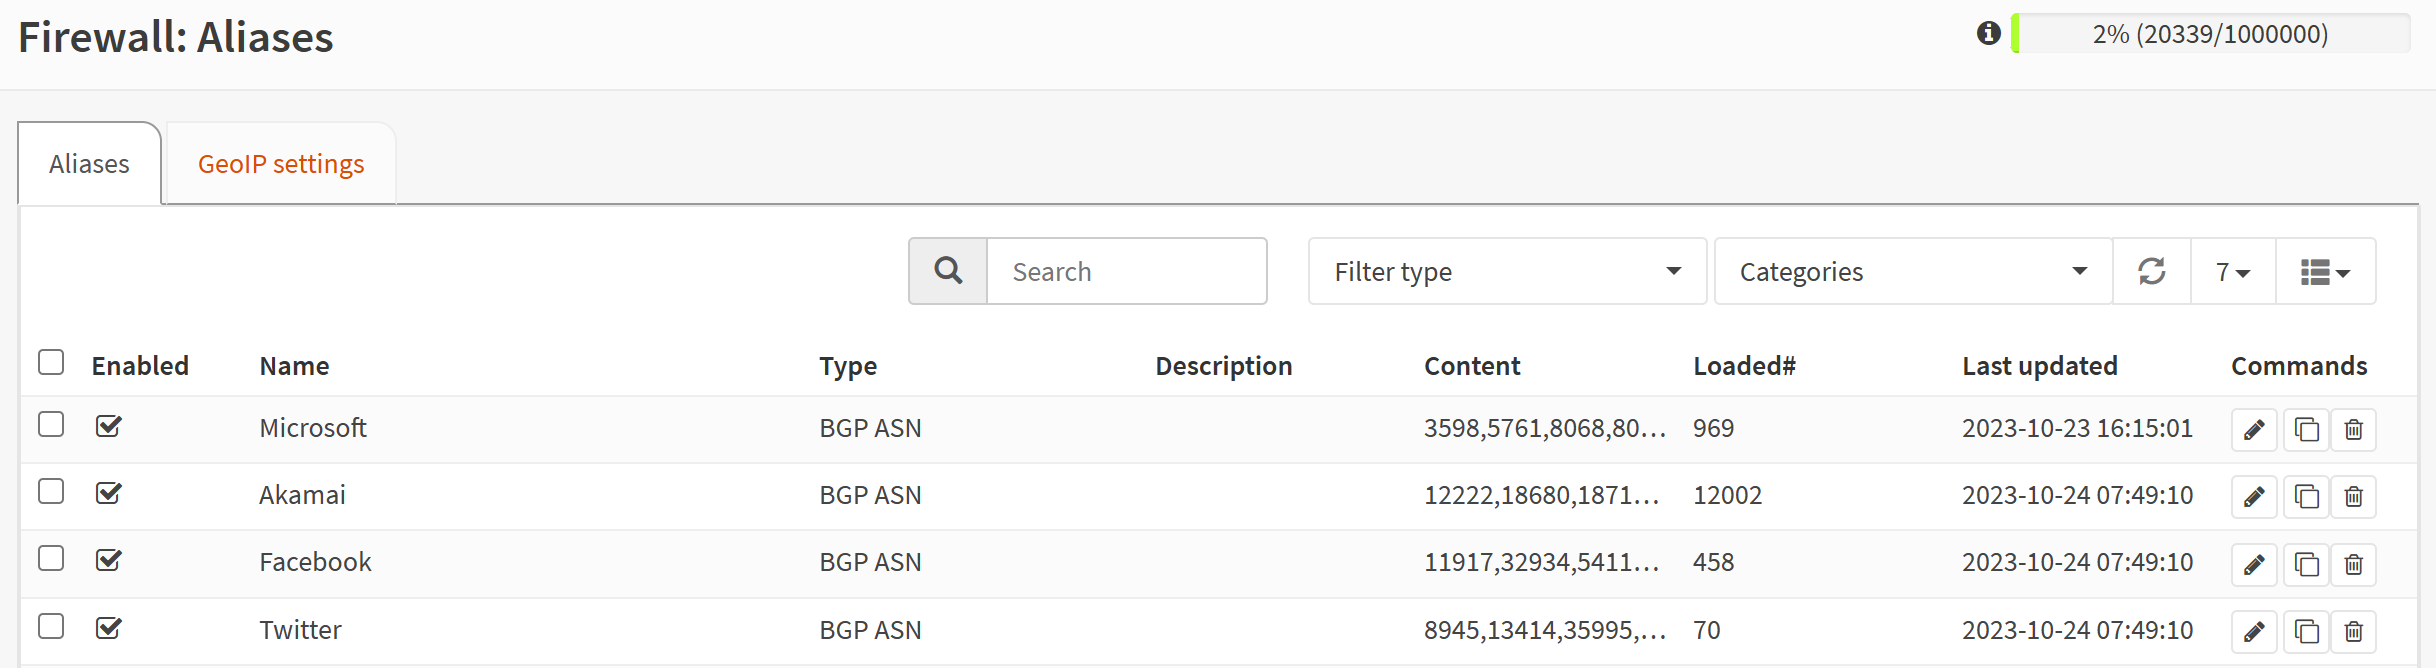 Firewall: Aliases
2% (20339/1000000)
Aliases GeoIP settings
Search Filter type Categories 7
Enabled Name Type Description Content Loaded# Last updated Commands
Microsoft BGP ASN 3598,5761,8068,80... 969 2023-10-23 16:15:01
Akamai BGP ASN 12222,18680,1871... 12002 2023-10-24 07:49:10
Facebook BGP ASN 11917,32934,5411... 458 2023-10-24 07:49:10
Twitter BGP ASN 8945,13414,35995,... 70 2023-10-24 07:49:10